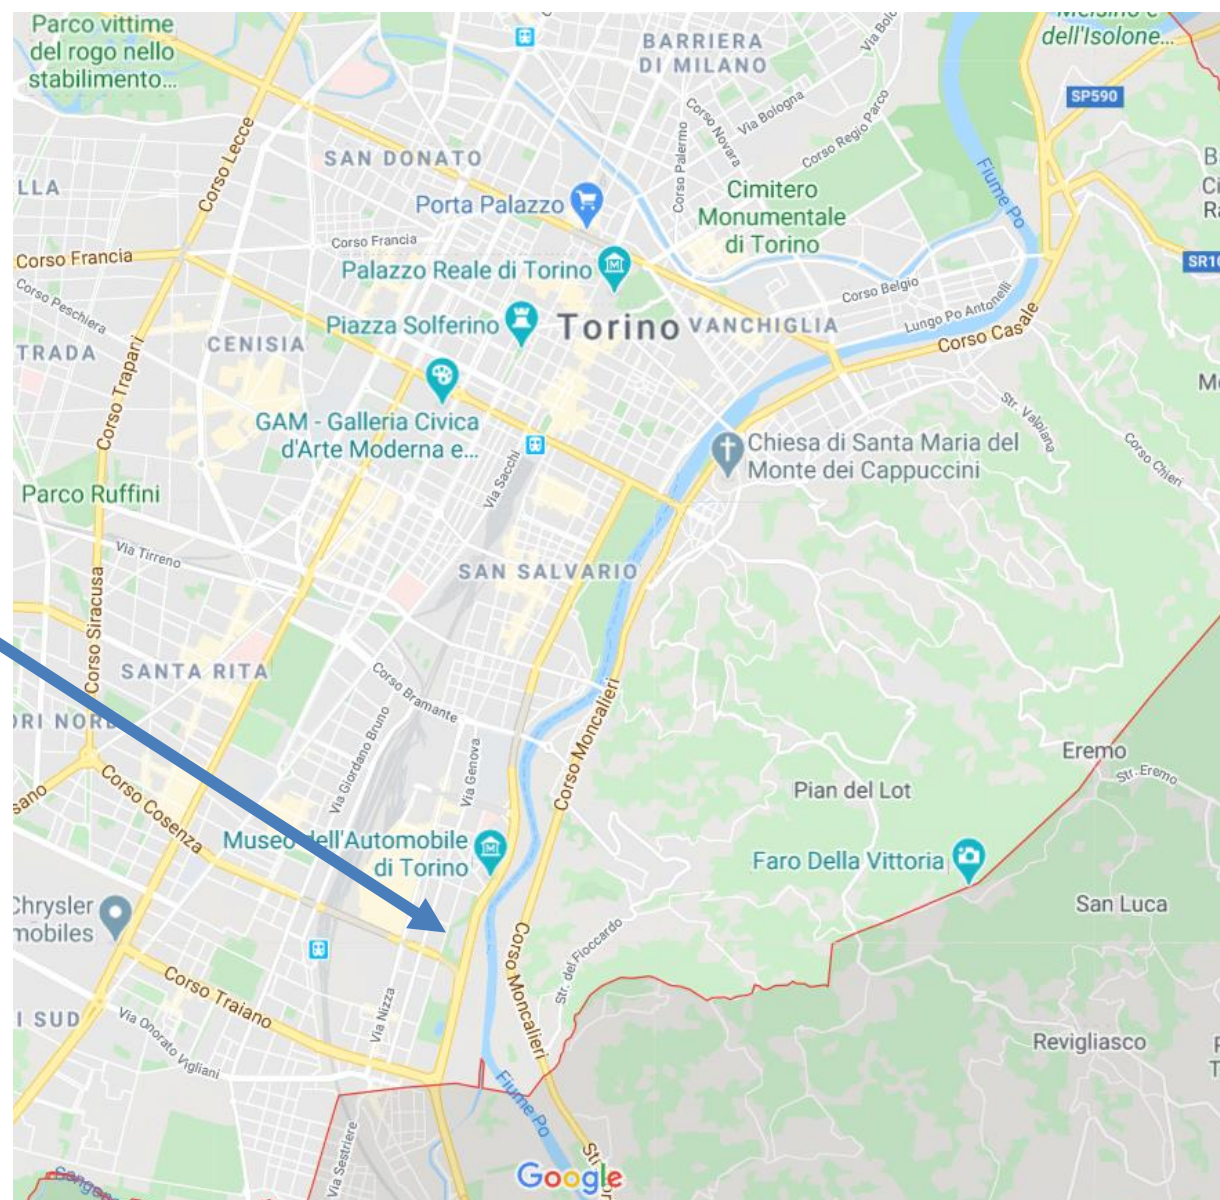 Parco vittime
del rogo nello
stabilimento...
BARRIERA
DI MILANO
dell'Isolone...
SP590
Via Bologna
Corso Novara
Corso Regio Parco
Corso Palermo
Corso Lecce
SAN DONATO
Porta Palazzo
Cimitero
Monumentale
di Torino
Fiume Po
LLA
Corso Francia
Corso Francia
Palazzo Reale di Torino
SR10
Corso Belgio
Lungo Po Antonelli
Corso Casale
Corso Peschiera
Piazza Solferino
Torino
VANCHIGLIA
TRADA
CENISIA
Corso Trapani
GAM - Galleria Civica
d'Arte Moderna e...
Str. Valpiana
Corso Chieri
Chiesa di Santa Maria del
Monte dei Cappuccini
Via Sacchi
Parco Ruffini
Via Tirreno
SAN SALVARIO
Corso Siracusa
SANTA RITA
Corso Bramante
Corso Moncalieri
ORI NORD
Via Giordano Bruno
Via Genova
Eremo
Str. Eremo
Pian del Lot
sano
Corso Cosenza
Museo dell'Automobile
di Torino
Faro Della Vittoria
Chrysler
mobiles
San Luca
Str. del Fioccardo
Corso Moncalieri
Corso Traiano
I SUD
Via Nizza
Via Onorato Vigliani
Revigliasco
Fiume Po
Via Sestriere
Google